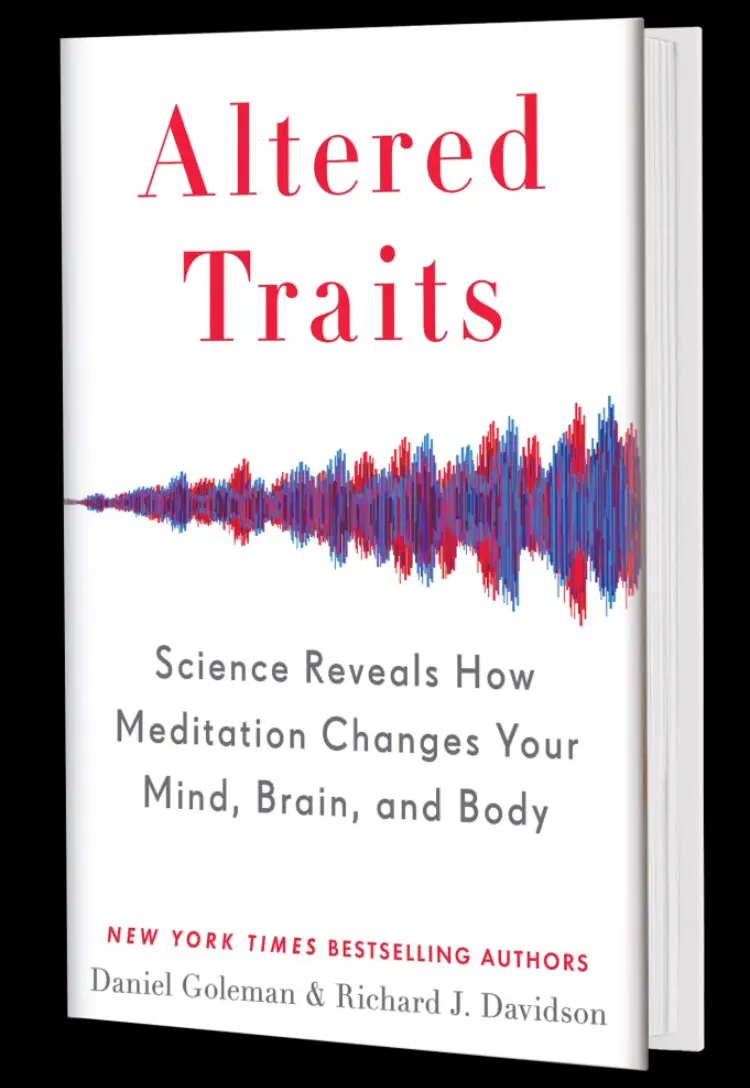 Altered
Traits
Science Reveals How
Meditation Changes Your
Mind, Brain, and Body
NEW YORK TIMES BESTSELLING AUTHORS
Daniel Goleman & Richard J. Davidson